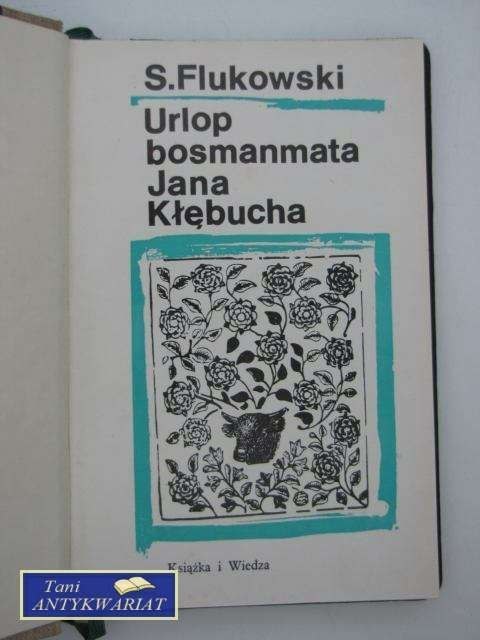 S.Flukowski
Urlop
bosmanmata
Jana
Kłębucha
Książka i Wiedza
Tani
ANTYKWARIAT